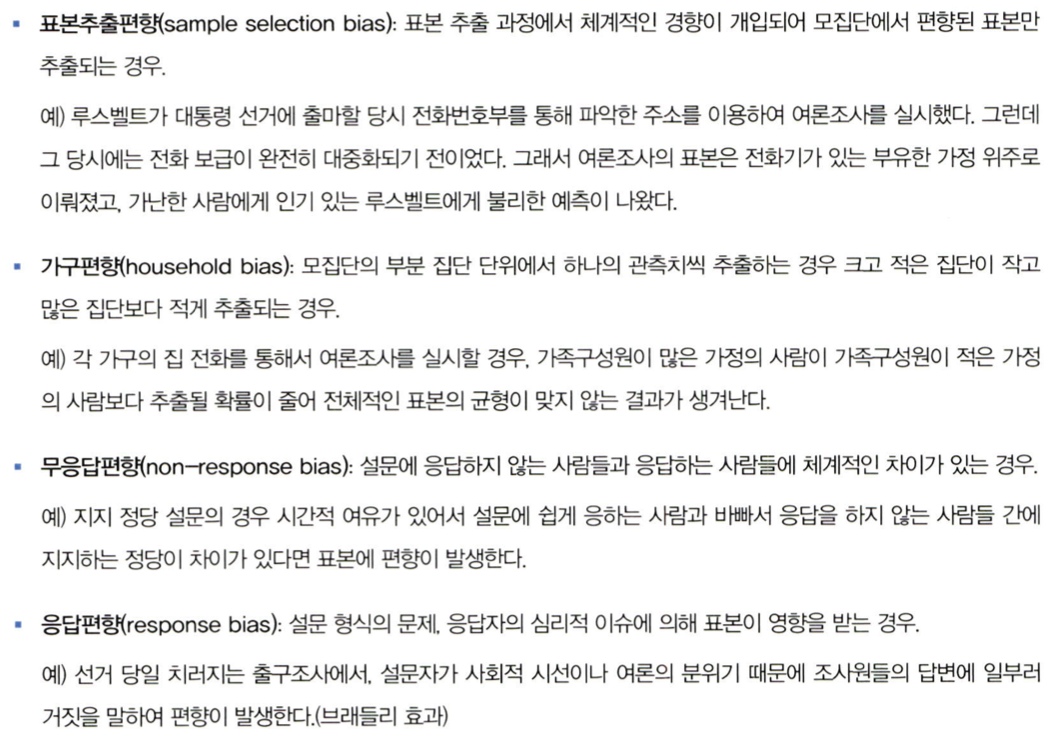 ▪ 표본추출편향(sample selection bias): 표본 추출 과정에서 체계적인 경향이 개입되어 모집단에서 편향된 표본만
추출되는 경우.
예) 루스벨트가 대통령 선거에 출마할 당시 전화번호부를 통해 파악한 주소를 이용하여 여론조사를 실시했다. 그런데
그 당시에는 전화 보급이 완전히 대중화되기 전이었다. 그래서 여론조사의 표본은 전화기가 있는 부유한 가정 위주로
이뤄졌고, 가난한 사람에게 인기 있는 루스벨트에게 불리한 예측이 나왔다.
▪ 가구편향(household bias): 모집단의 부분 집단 단위에서 하나의 관측치씩 추출하는 경우 크고 적은 집단이 작고
많은 집단보다 적게 추출되는 경우.
예) 각 가구의 집 전화를 통해서 여론조사를 실시할 경우, 가족구성원이 많은 가정의 사람이 가족구성원이 적은 가정
의 사람보다 추출될 확률이 줄어 전체적인 표본의 균형이 맞지 않는 결과가 생겨난다.
▪ 무응답편향(non-response bias): 설문에 응답하지 않는 사람들과 응답하는 사람들에 체계적인 차이가 있는 경우.
예) 지지 정당 설문의 경우 시간적 여유가 있어서 설문에 쉽게 응하는 사람과 바빠서 응답을 하지 않는 사람들 간에
지지하는 정당이 차이가 있다면 표본에 편향이 발생한다.
▪ 응답편향(response bias): 설문 형식의 문제, 응답자의 심리적 이슈에 의해 표본이 영향을 받는 경우.
예) 선거 당일 치러지는 출구조사에서, 설문자가 사회적 시선이나 여론의 분위기 때문에 조사원들의 답변에 일부러
거짓을 말하여 편향이 발생한다.(브래들리 효과)